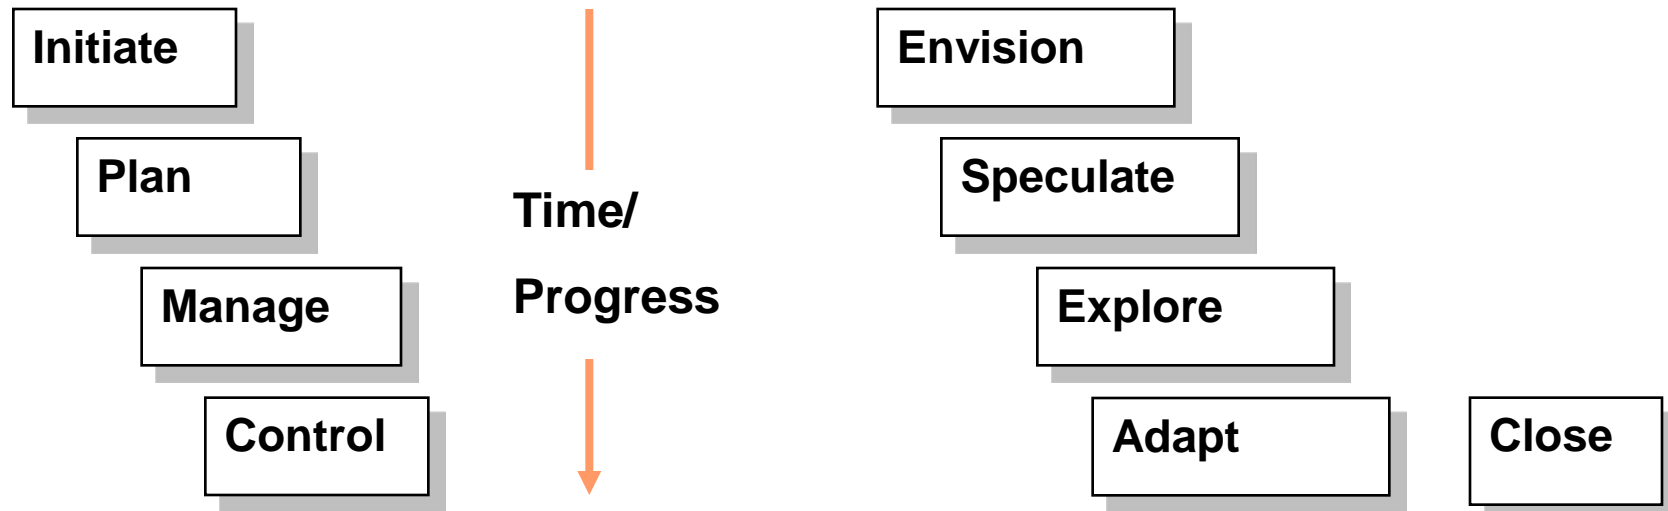 Initiate
Plan
Manage
Control
Time/
Progress
Envision
Speculate
Explore
Adapt
Close